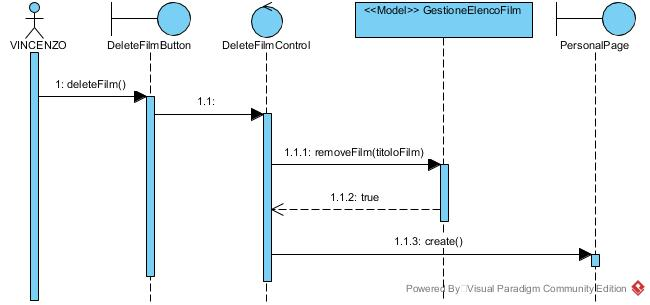 <<Model>> GestioneElencoFilm
VINCENZO
DeleteFilmButton
DeleteFilmControl
PersonalPage
1: deleteFilm()
1.1:
1.1.1: removeFilm(titoloFilm)
1.1.2: true
1.1.3: create()
Powered By Visual Paradigm Community Edition